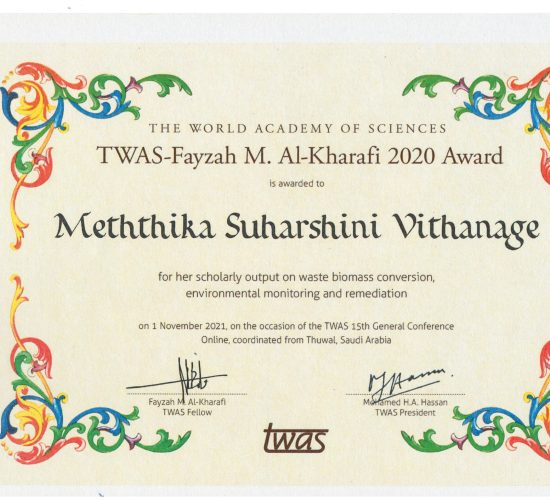 THE WORLD ACADEMY OF SCIENCES
TWAS-Fayzah M. Al-Kharafi 2020 Award
is awarded to
Meththika Suharshini Vithanage
for her scholarly output on waste biomass conversion,
environmental monitoring and remediation
on 1 November 2021, on the occasion of the TWAS 15th General Conference
Online, coordinated from Thuwal, Saudi Arabia
Fayzah M. Al-Kharafi
TWAS Fellow
Mohamed H.A. Hassan
TWAS President
twas